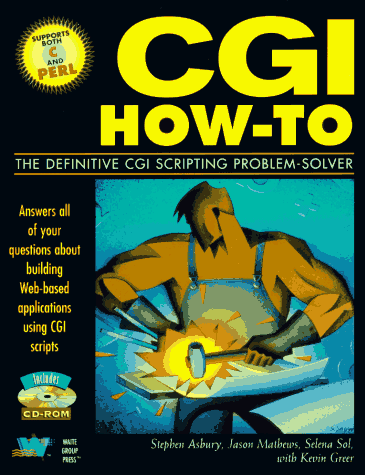 SUPPORTS
BOTH
C
AND
PERL
CGI
HOW-TO
THE DEFINITIVE CGI SCRIPTING PROBLEM-SOLVER
Answers all
of your
questions about
building
Web-based
applications
using CGI
scripts
Includes
CD-ROM
WAITE
GROUP
PRESS™
Stephen Asbury, Jason Mathews, Selena Sol,
with Kevin Greer